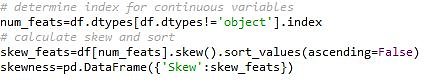 # determine index for continuous variables
num_feats=df.dtypes[df.dtypes!='object'].index
# calculate skew and sort
skew_feats=df[num_feats].skew().sort_values(ascending=False)
skewness=pd.DataFrame({'Skew':skew_feats})